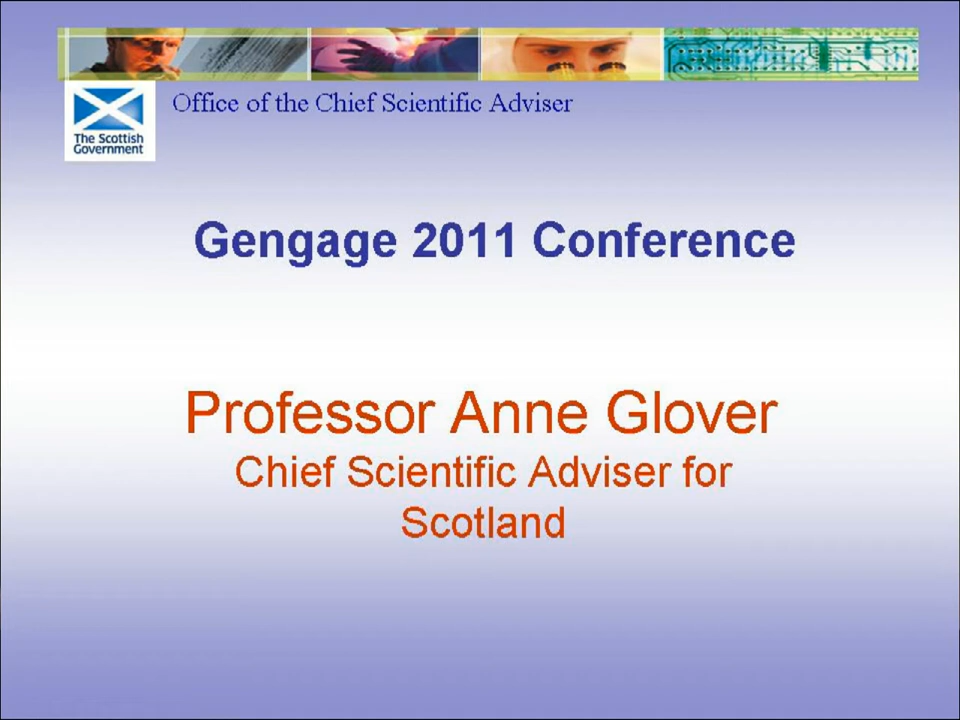 Office of the Chief Scientific Adviser
The Scottish
Government
Gengage 2011 Conference
Professor Anne Glover
Chief Scientific Adviser for
Scotland